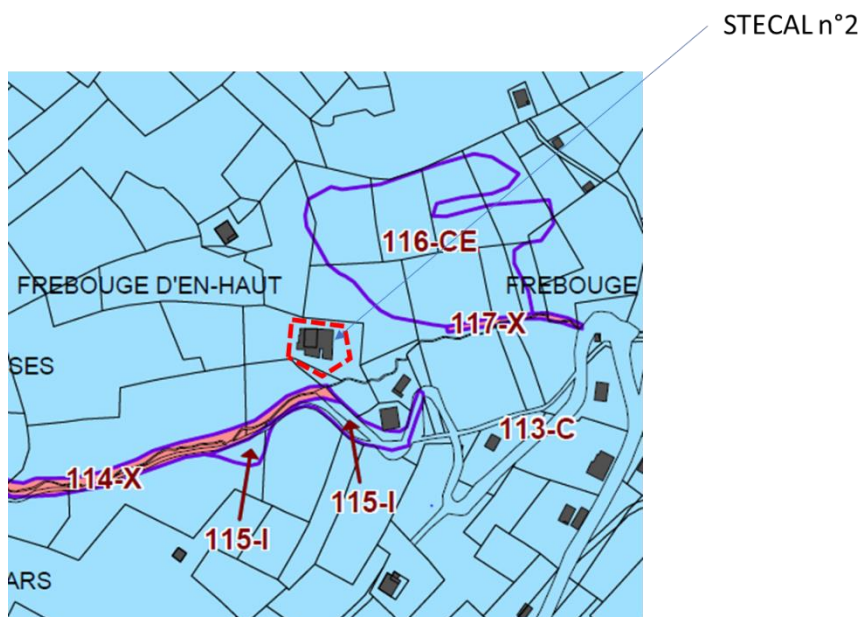 STECAL n°2
116-CE
FREBOUGE D'EN-HAUT
FREBOUGE
117-X
SES
113-C
114-X
115-I
115-I
ARS